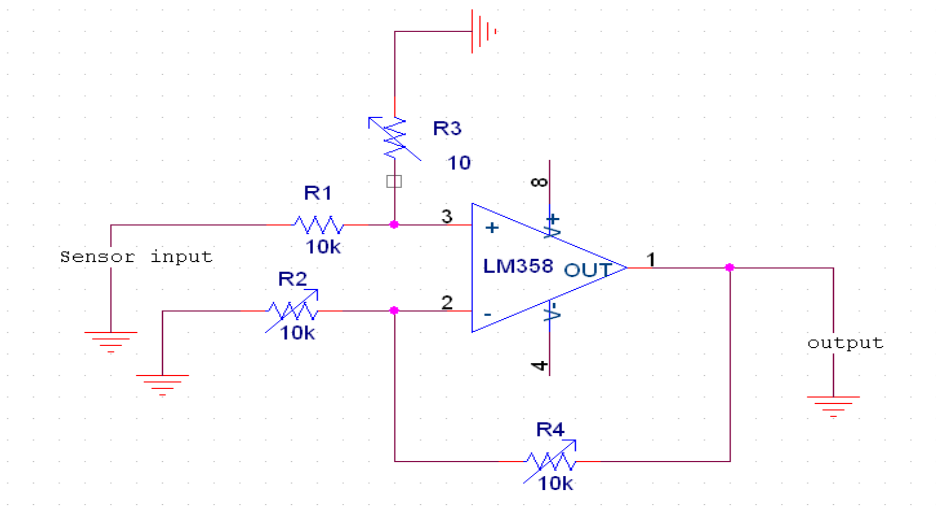 R3
10
R1
10k
3
+
8
V+
Sensor input
LM358
OUT
1
R2
10k
2
-
V-
4
output
R4
10k